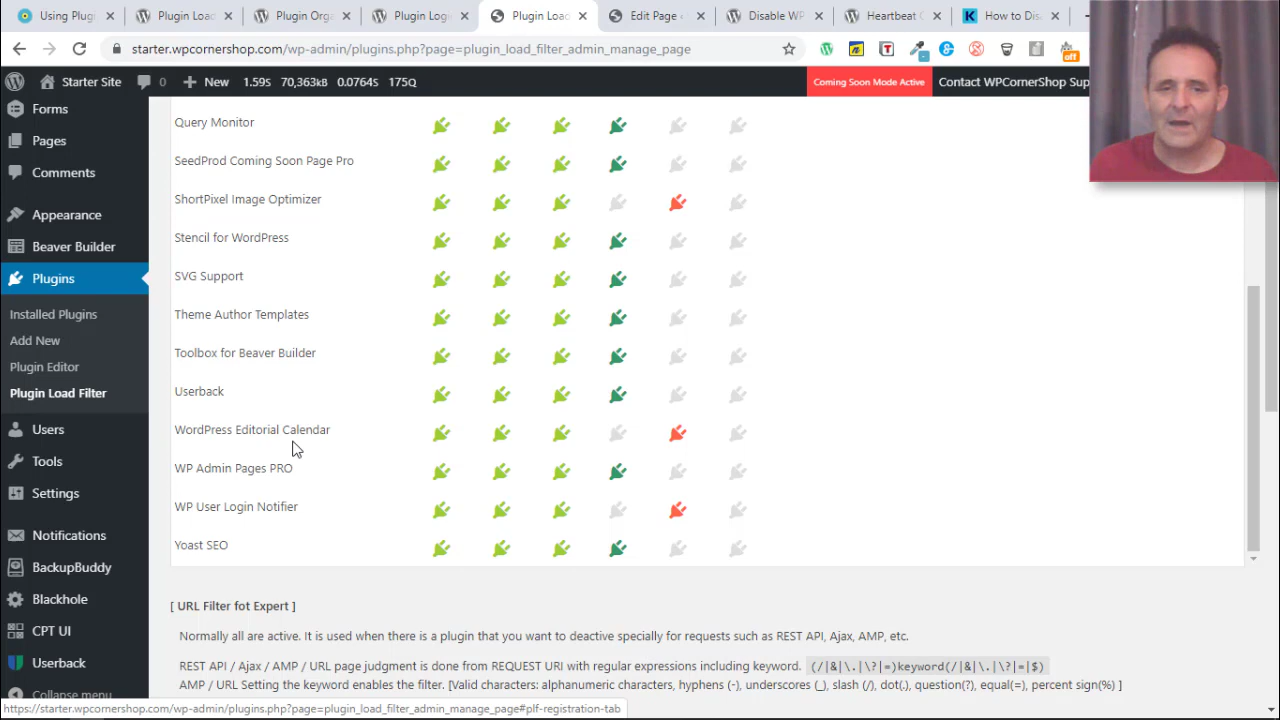 Using Plug
Plugin Load
Plugin Orga
Plugin Login
Plugin Load
Edit Page
Disable WP
Heartbeat C
How to Disa
starter.wpcornershop.com/wp-admin/plugins.php?page=plugin_load_filter_admin_manage_page
off
Starter Site
0
New
1.59s
70,363kB
0.0764s
175Q
Coming Soon Mode Active
Contact WPCornerShop Sup
Forms
Pages
Comments
Appearance
Beaver Builder
Plugins
Installed Plugins
Add New
Plugin Editor
Plugin Load Filter
Users
Tools
Settings
Notifications
BackupBuddy
Blackhole
CPT UI
Userback
Collapse menu
Query Monitor
SeedProd Coming Soon Page Pro
ShortPixel Image Optimizer
Stencil for WordPress
SVG Support
Theme Author Templates
Toolbox for Beaver Builder
Userback
WordPress Editorial Calendar
WP Admin Pages PRO
WP User Login Notifier
Yoast SEO
[ URL Filter fot Expert ]
Normally all are active. It is used when there is a plugin that you want to deactive specially for requests such as REST API, Ajax, AMP, etc.
REST API / Ajax / AMP / URL page judgment is done from REQUEST URI with regular expressions including keyword. (/|&|\.|\?|=)keyword(/|&|\.|\?|=|$)
AMP / URL Setting the keyword enables the filter. [Valid characters: alphanumeric characters, hyphens (-), underscores (_), slash (/), dot(.), question(?), equal(=), percent sign(%) ]
https://starter.wpcornershop.com/wp-admin/plugins.php?page=plugin_load_filter_admin_manage_page#plf-registration-tab